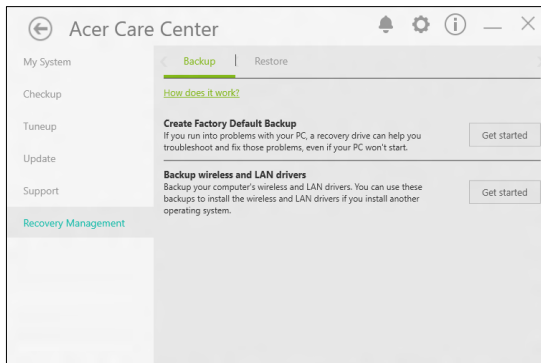 Acer Care Center
My System
Checkup
Tuneup
Update
Support
Recovery Management
Backup | Restore
How does it work?
Create Factory Default Backup
If you run into problems with your PC, a recovery drive can help you
troubleshoot and fix those problems, even if your PC won't start.
Get started
Backup wireless and LAN drivers
Backup your computer's wireless and LAN drivers. You can use these
backups to install the wireless and LAN drivers if you install another
operating system.
Get started